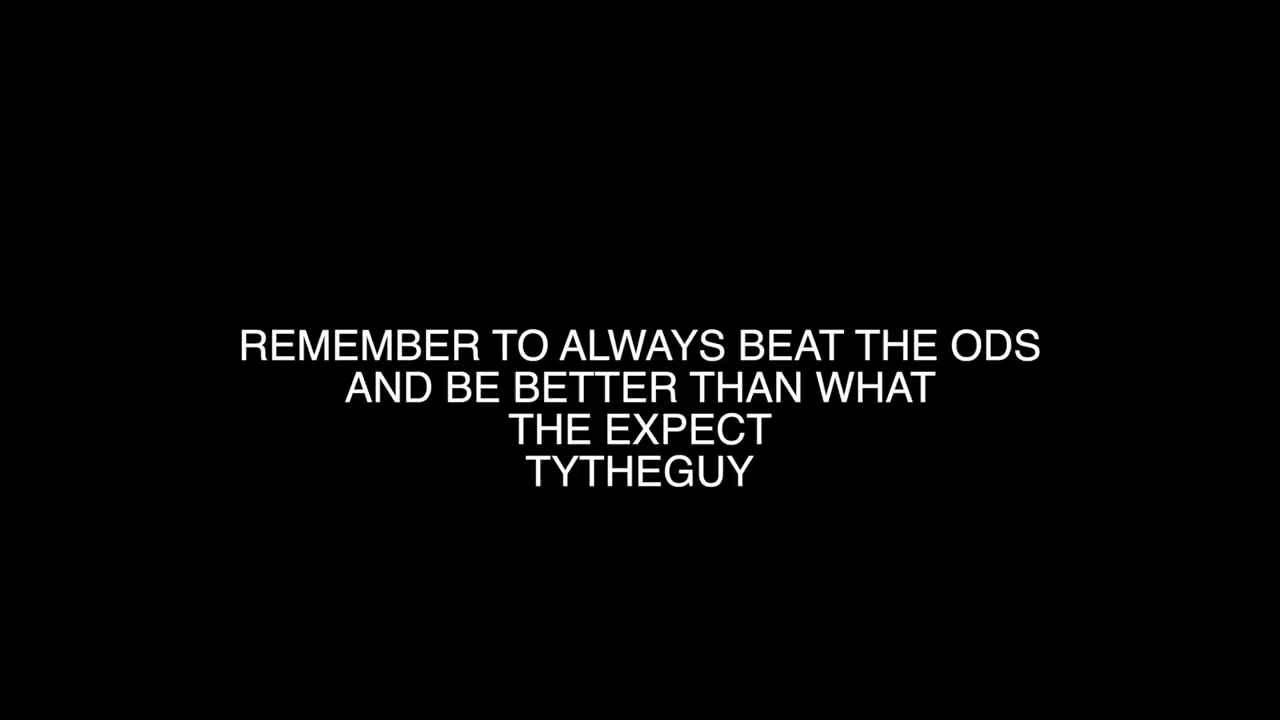 REMEMBER TO ALWAYS BEAT THE ODS
AND BE BETTER THAN WHAT
THE EXPECT
TYTHEGUY